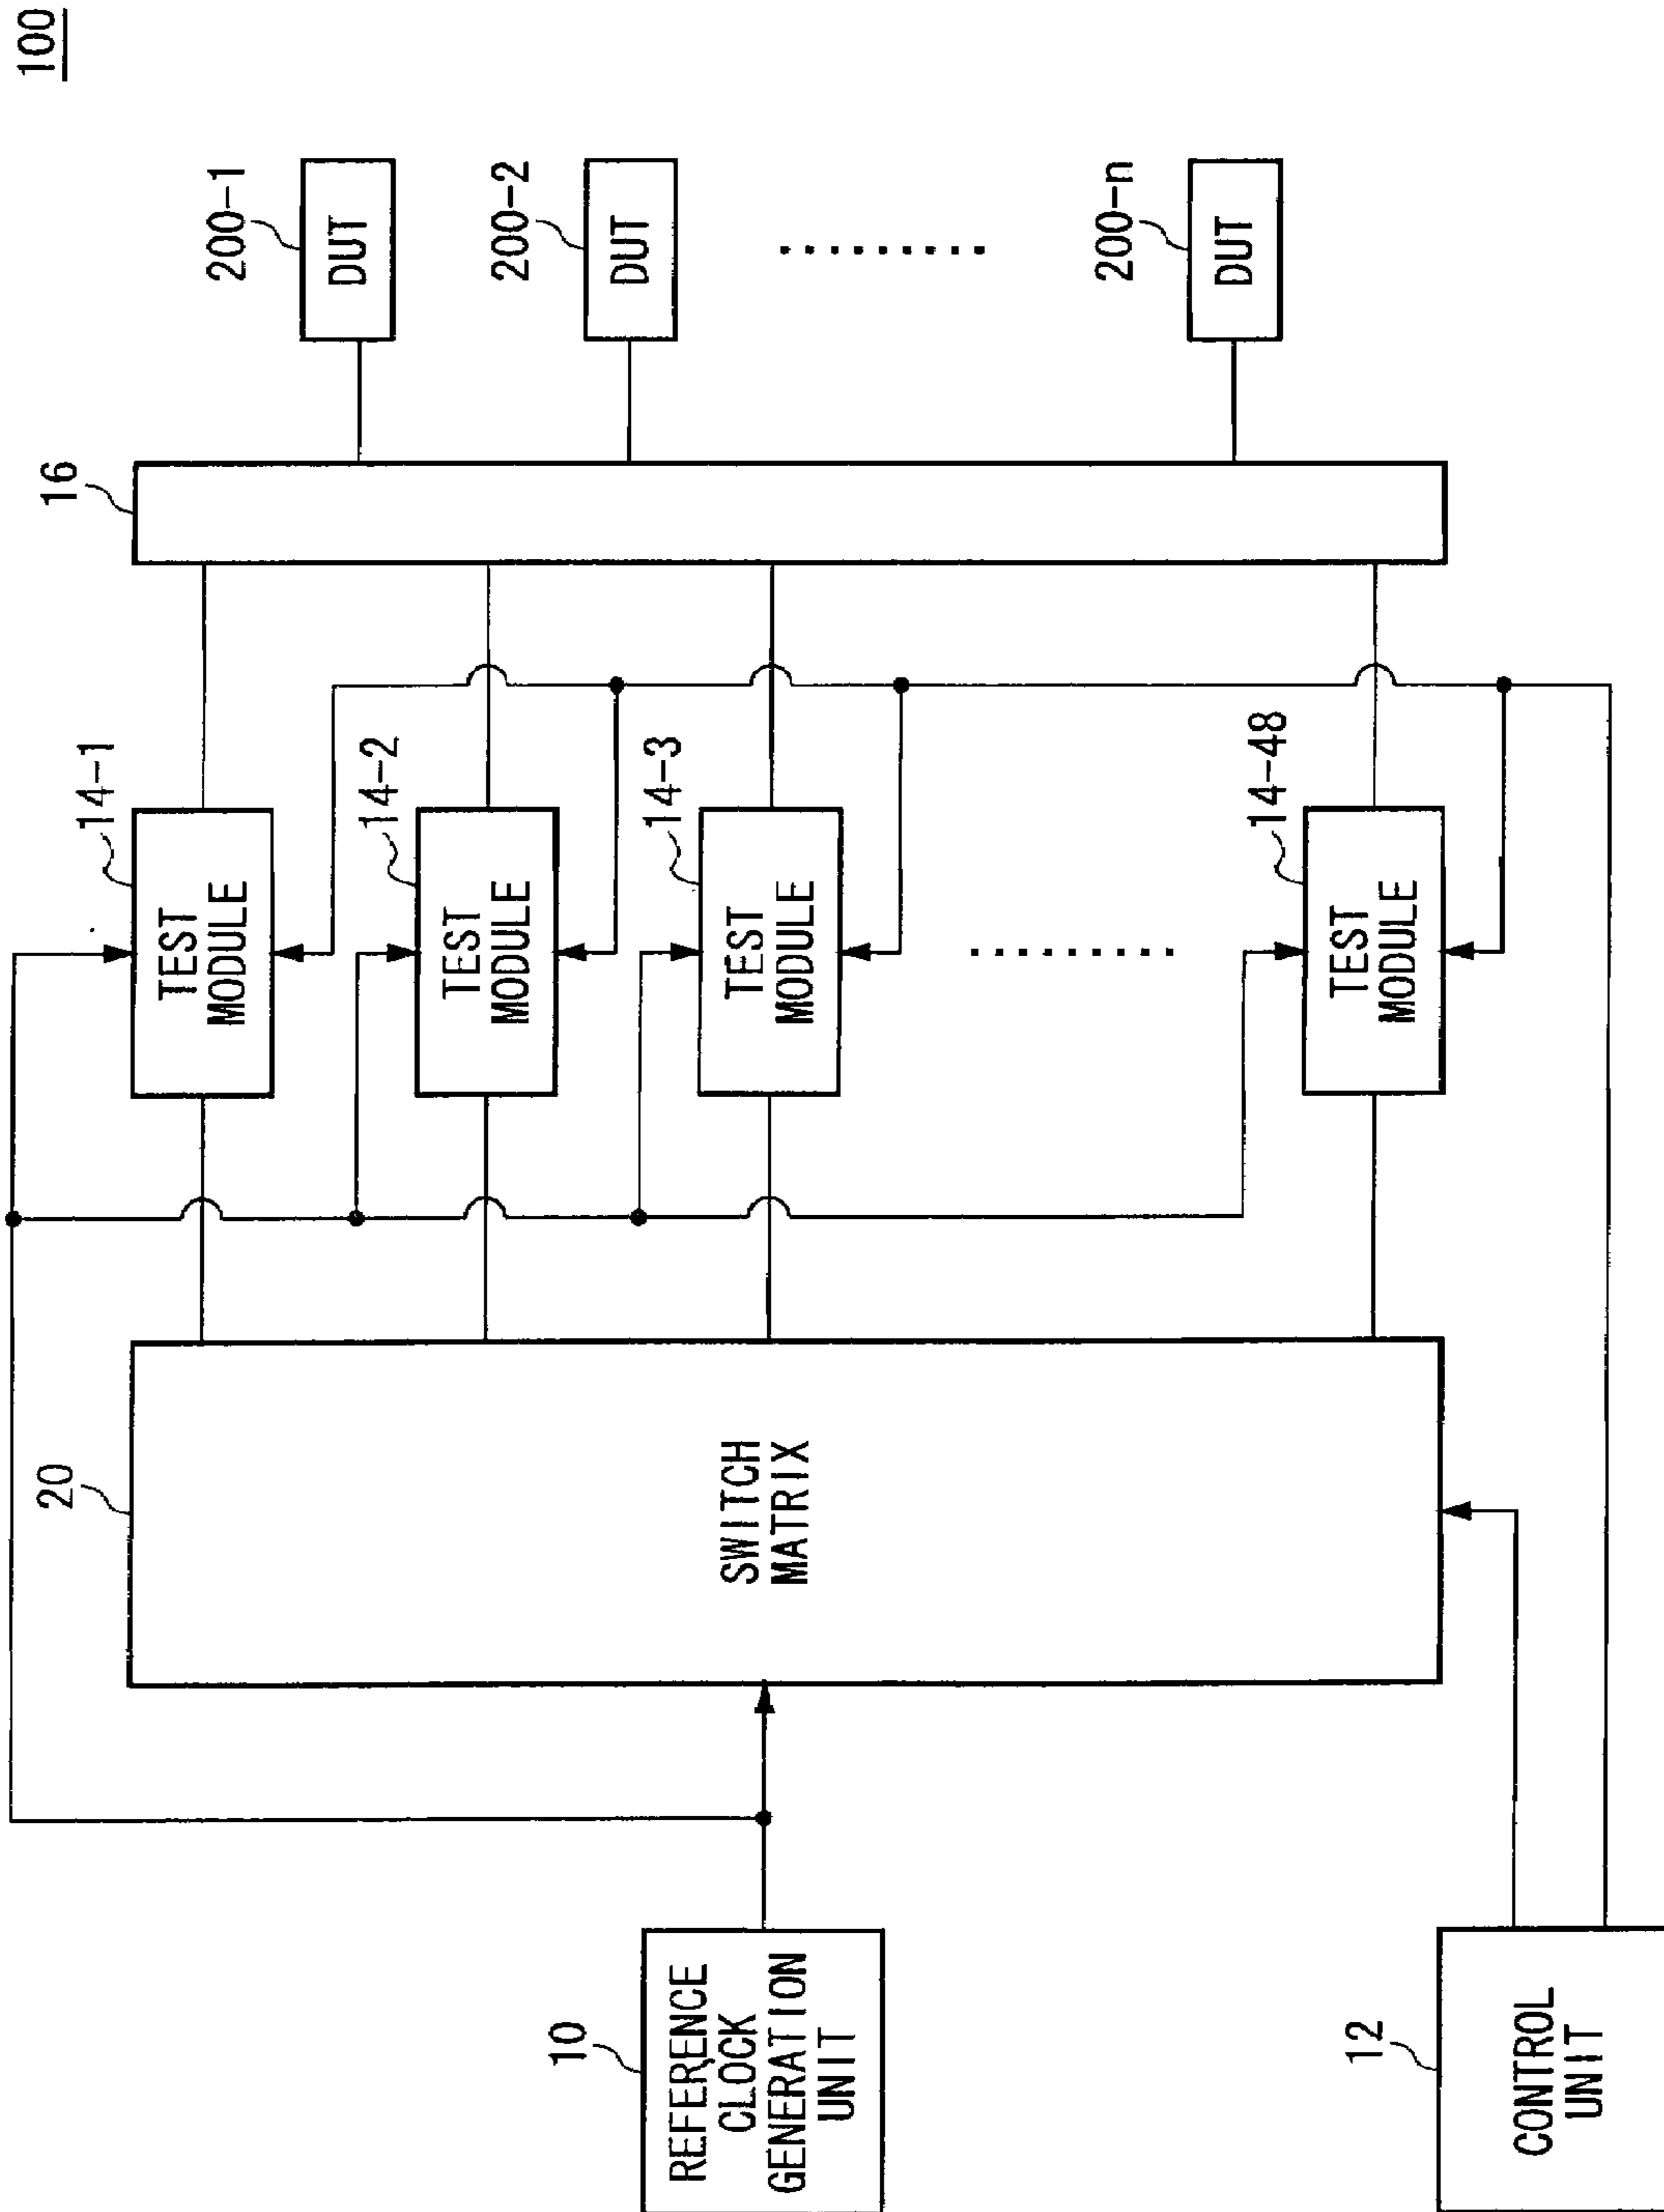 100
10
REFERENCE
CLOCK
GENERATION
UNIT
12
CONTROL
UNIT
20
SWITCH
MATRIX
14-1
TEST
MODULE
14-2
TEST
MODULE
14-3
TEST
MODULE
14-48
TEST
MODULE
16
200-1
DUT
200-2
DUT
200-n
DUT